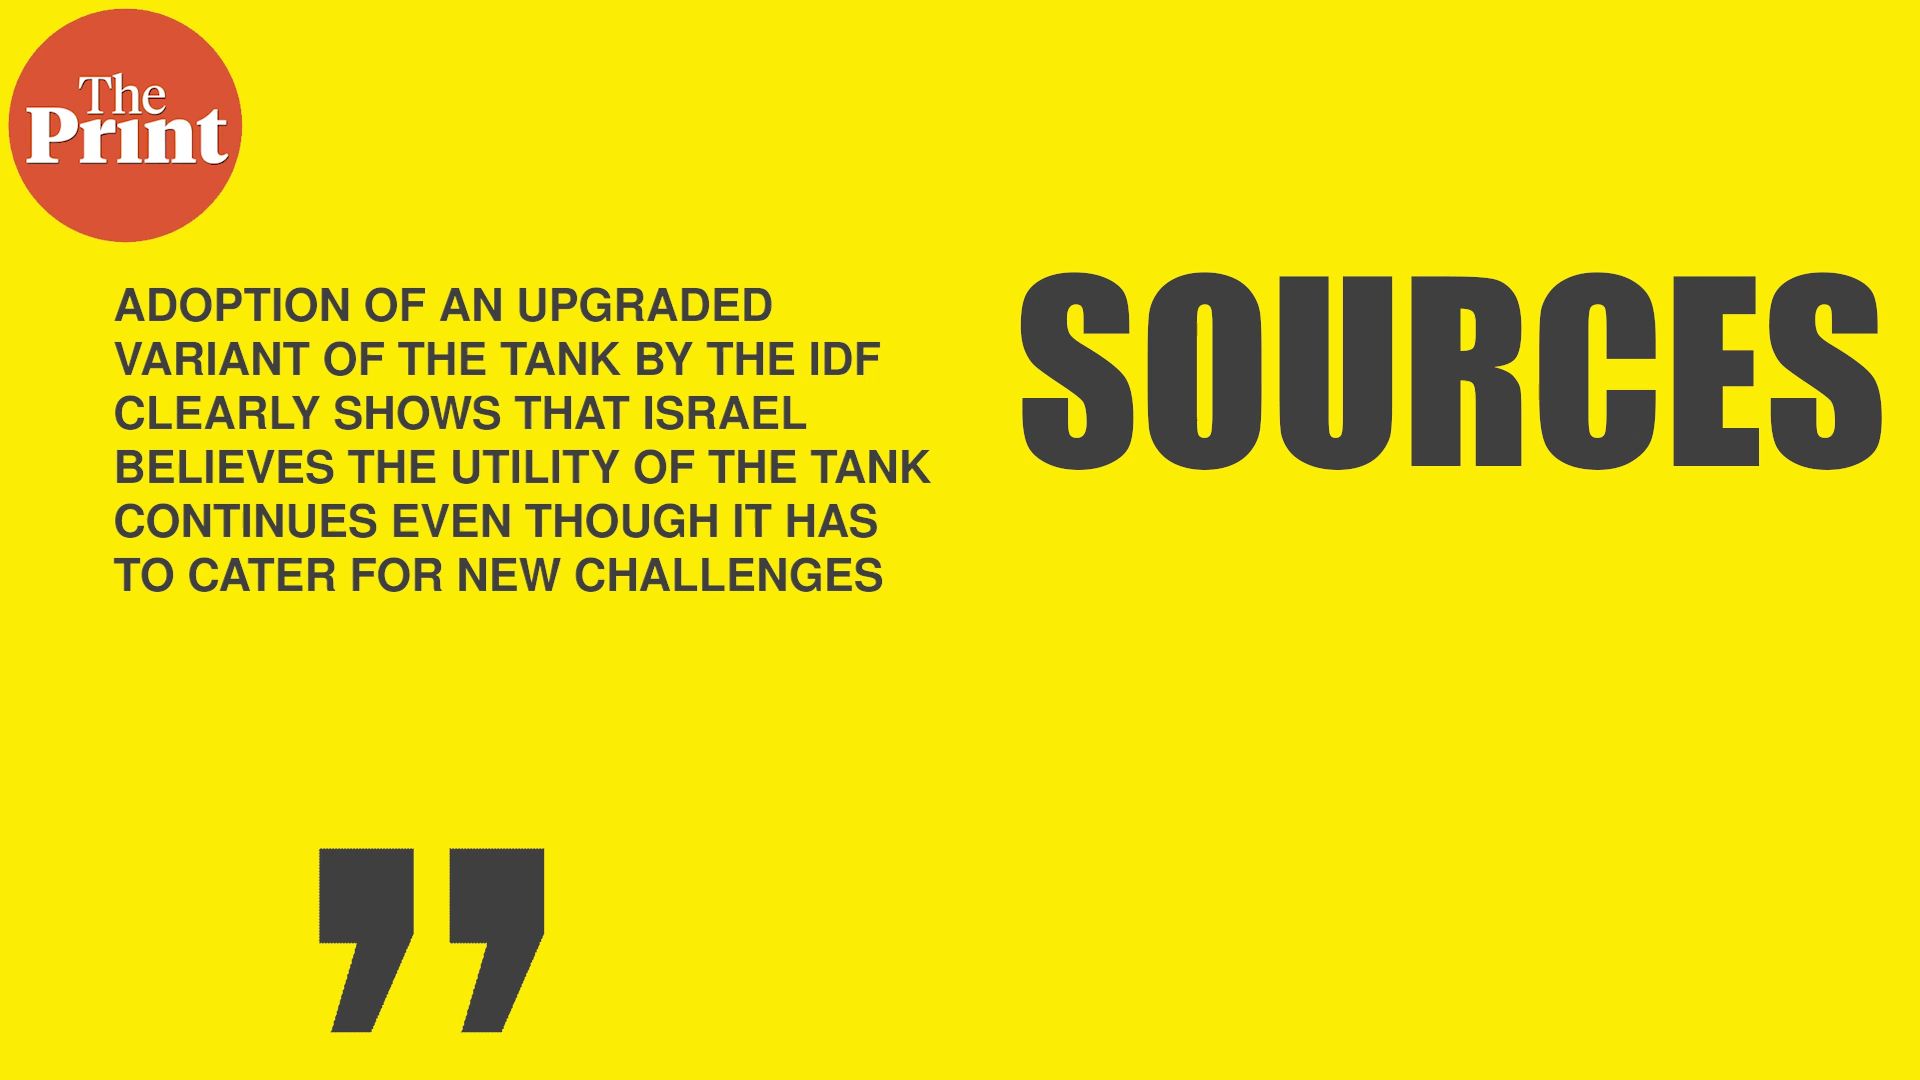 The
Print
ADOPTION OF AN UPGRADED
VARIANT OF THE TANK BY THE IDF
CLEARLY SHOWS THAT ISRAEL
BELIEVES THE UTILITY OF THE TANK
CONTINUES EVEN THOUGH IT HAS
TO CATER FOR NEW CHALLENGES
SOURCES
”